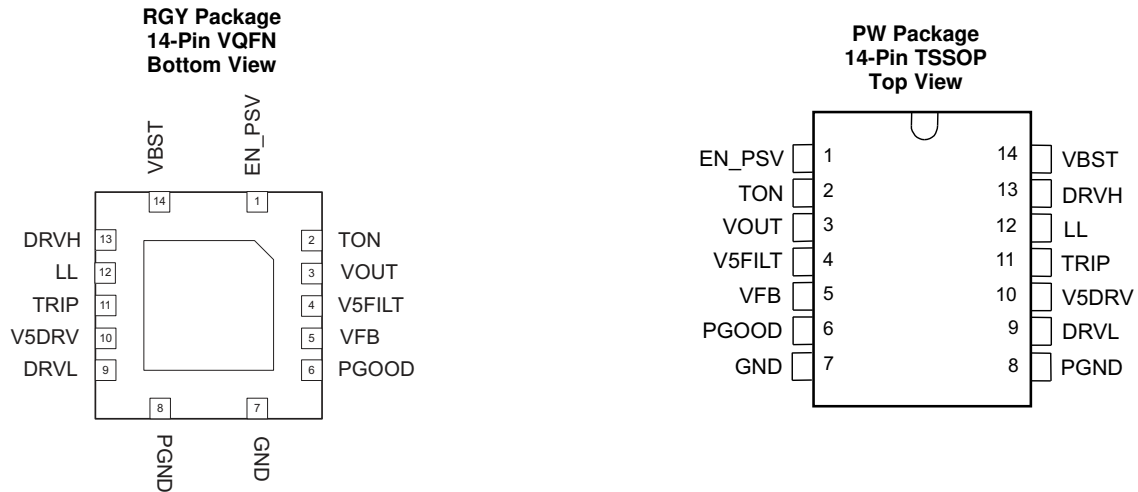 RGY Package
14-Pin VQFN
Bottom View
VBST
EN_PSV
14
1
DRVH 13
2 TON
LL 12
3 VOUT
TRIP 11
4 V5FILT
V5DRV 10
5 VFB
DRVL 9
6 PGOOD
8
7
PGND
GND
PW Package
14-Pin TSSOP
Top View
EN_PSV 1
14 VBST
TON 2
13 DRVH
VOUT 3
12 LL
V5FILT 4
11 TRIP
VFB 5
10 V5DRV
PGOOD 6
9 DRVL
GND 7
8 PGND